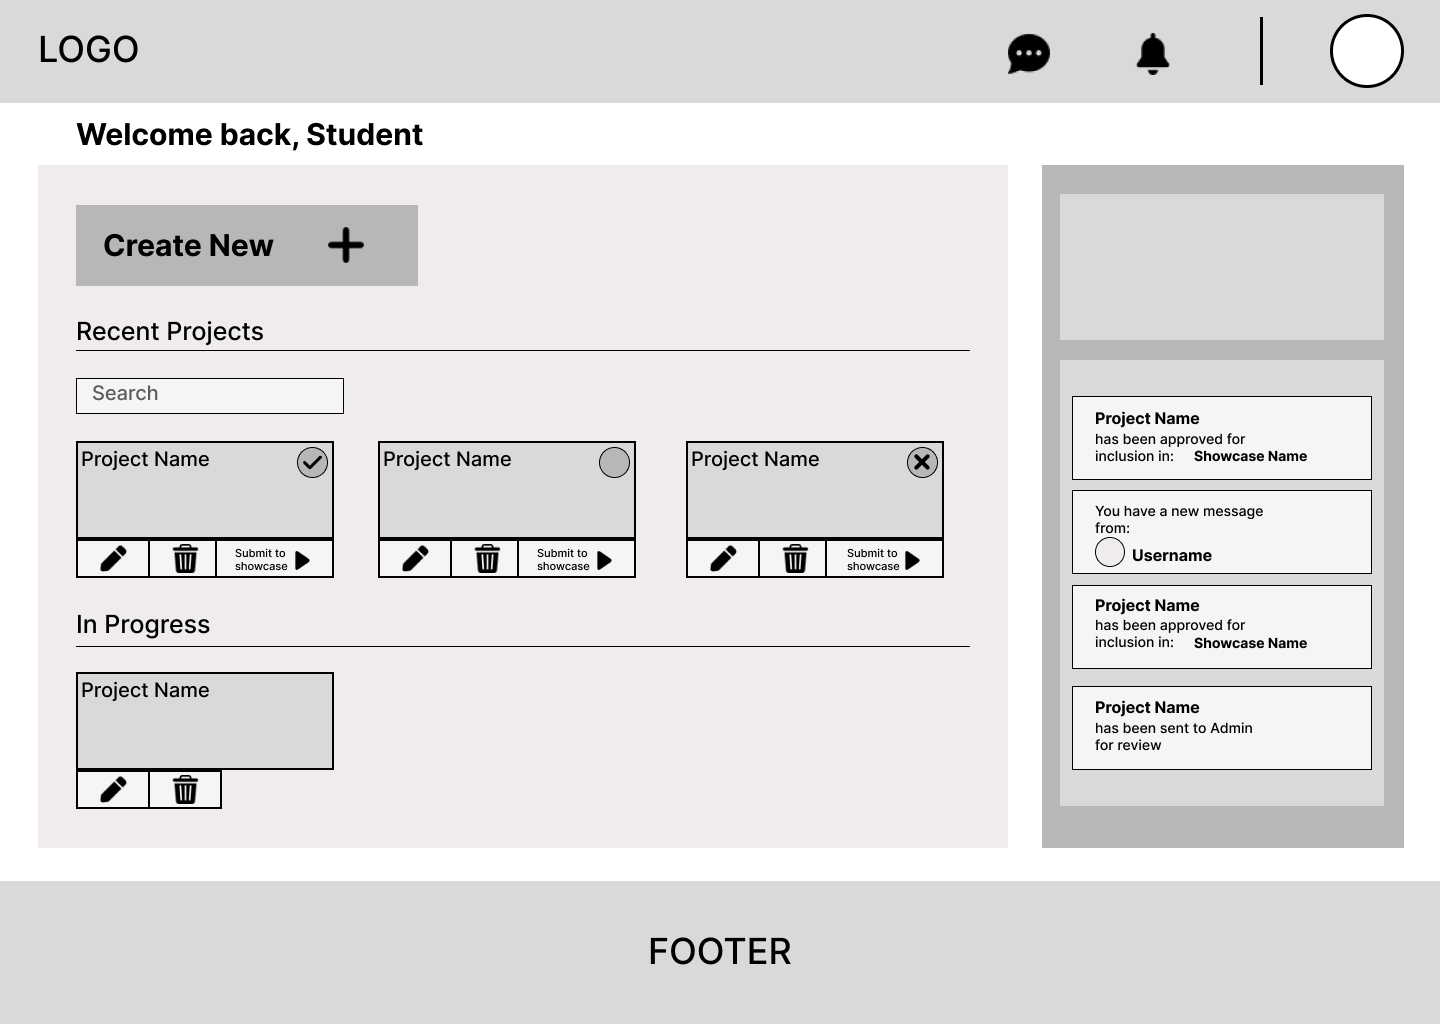 LOGO
Welcome back, Student
Create New
Recent Projects
Search
Project Name
Submit to
showcase
Project Name
Submit to
showcase
Project Name
Submit to
showcase
In Progress
Project Name
Project Name
has been approved for
inclusion in: Showcase Name
You have a new message
from:
Username
Project Name
has been approved for
inclusion in: Showcase Name
Project Name
has been sent to Admin
for review
FOOTER